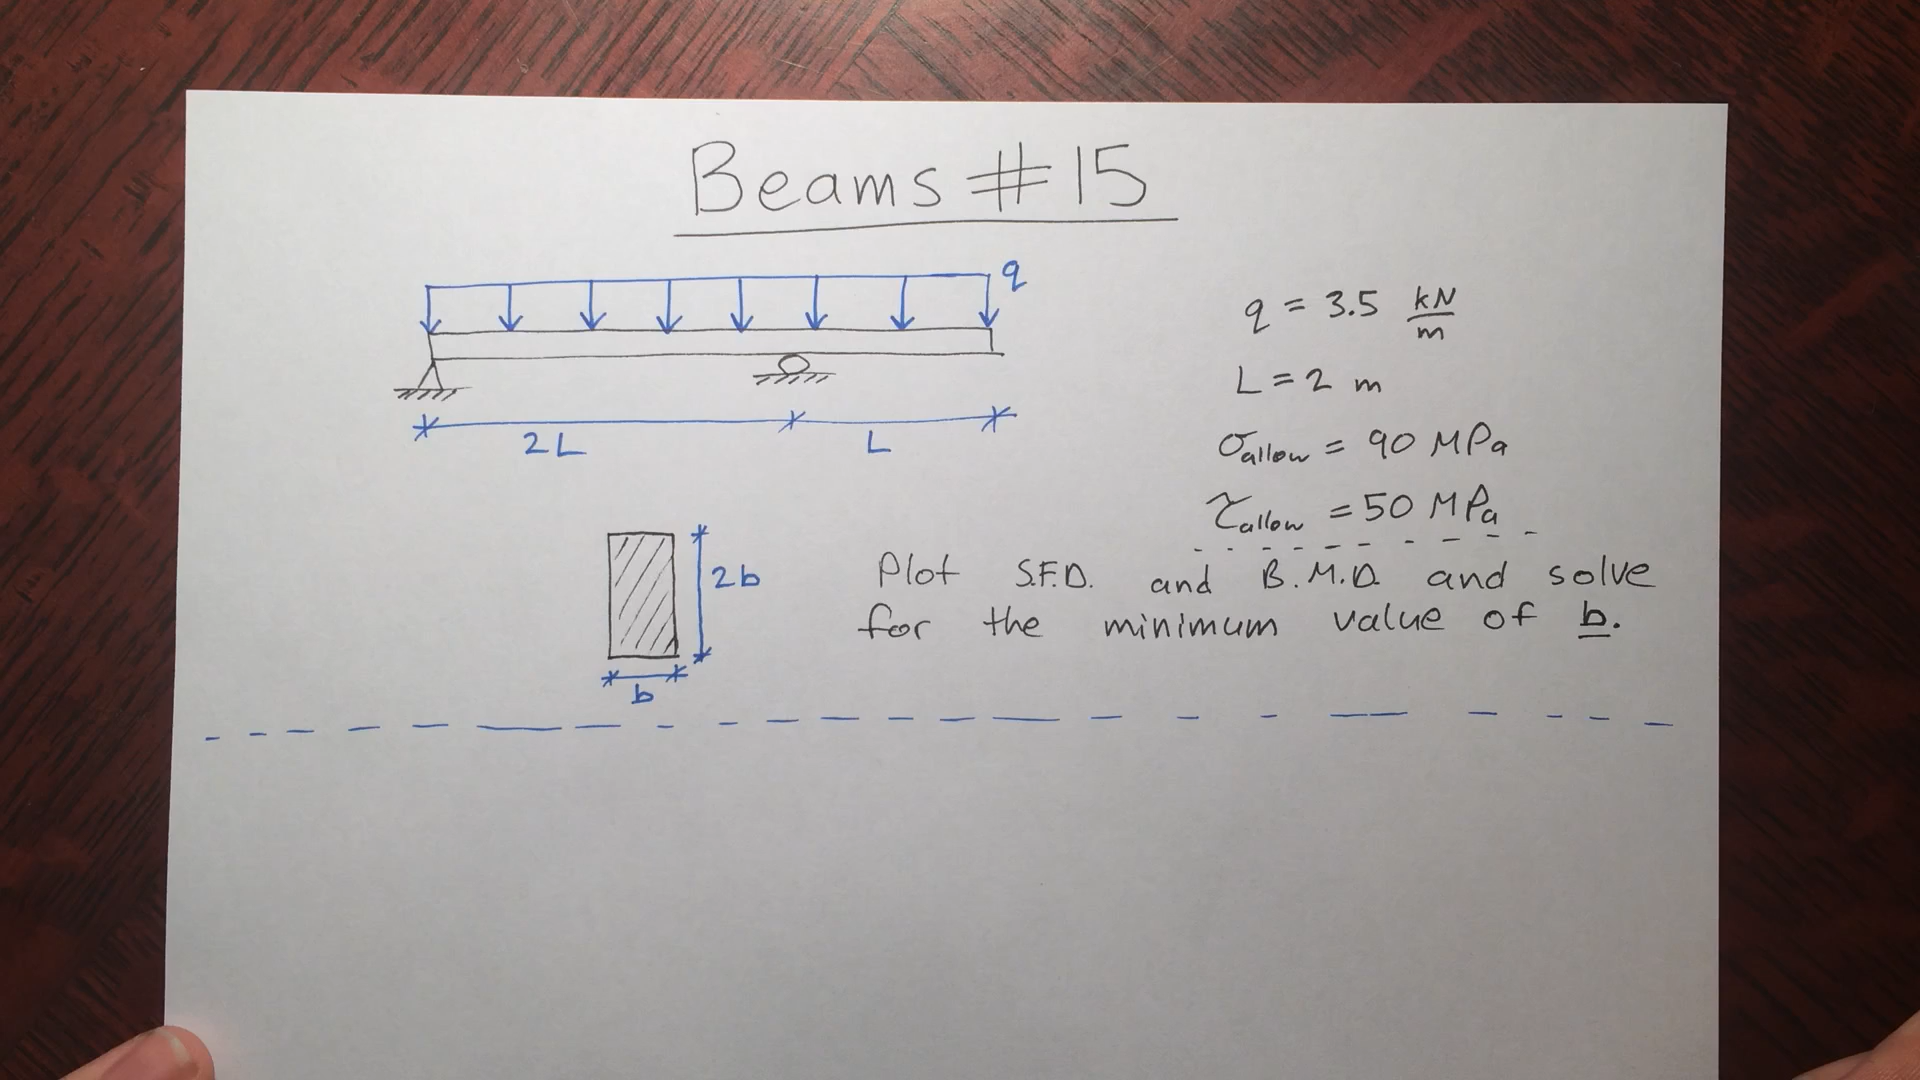 Beams #15
q
2L
L
q = 3.5 kN/m
L = 2 m
σallow = 90 MPa
τallow = 50 MPa
2b
b
Plot S.F.D. and B.M.D. and solve
for the minimum value of b.